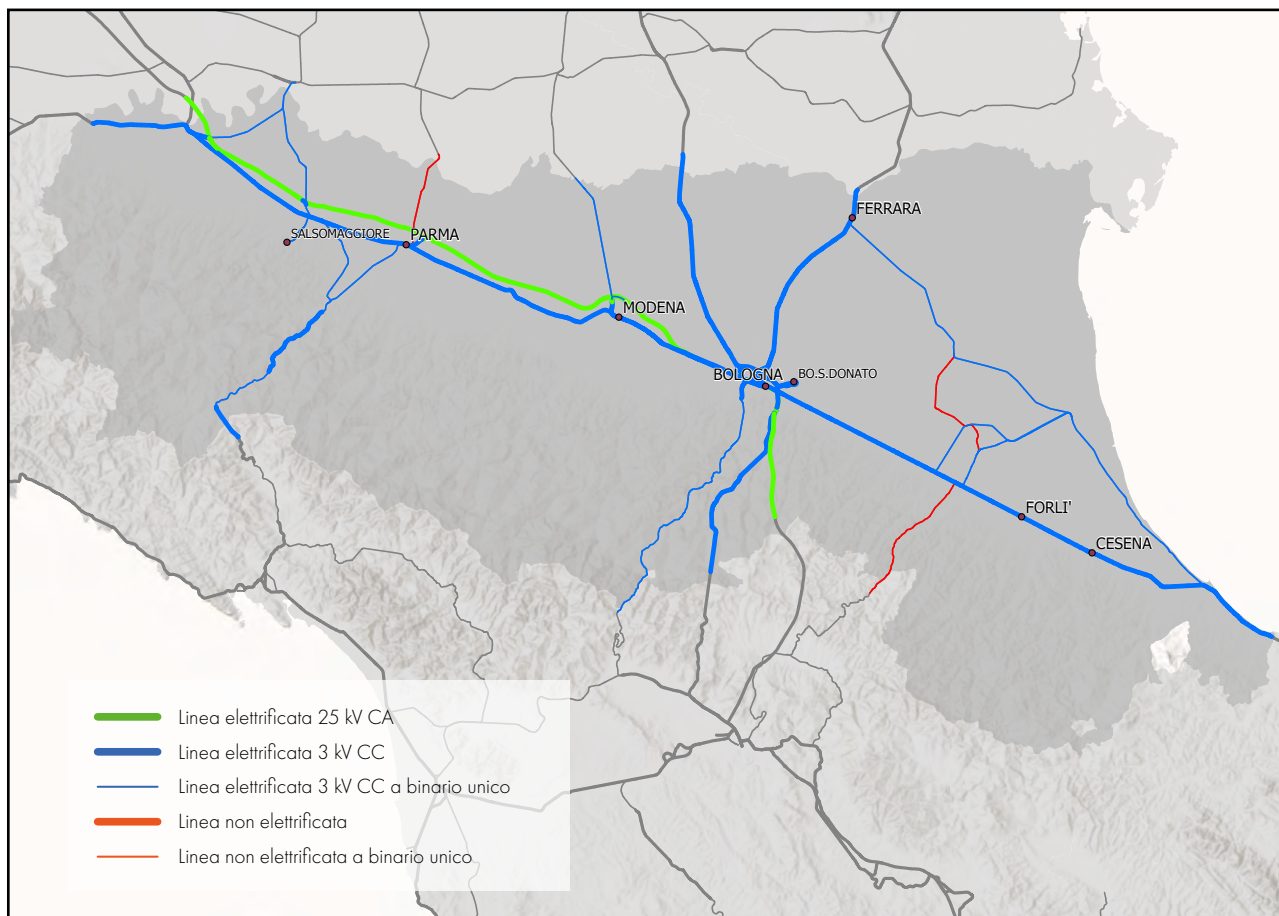 FERRARA
SALSOMAGGIORE
PARMA
MODENA
BOLOGNA
BO.S.DONATO
FORLI'
CESENA
Linea elettrificata 25 kV CA
Linea elettrificata 3 kV CC
Linea elettrificata 3 kV CC a binario unico
Linea non elettrificata
Linea non elettrificata a binario unico